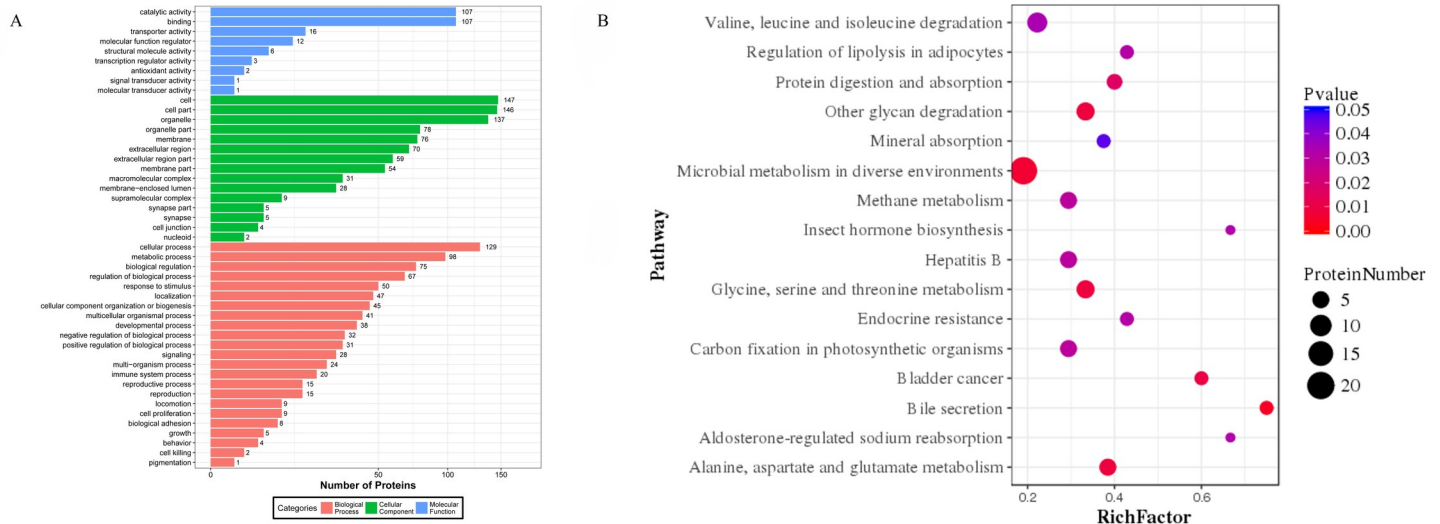 A
catalytic activity 107
binding 107
transporter activity 16
molecular function regulator 12
structural molecule activity 6
transcription regulator activity 3
antioxidant activity 2
signal transducer activity 1
molecular transducer activity 1
cell 147
cell part 146
organelle 137
organelle part 78
membrane 76
extracellular region 70
extracellular region part 59
membrane part 54
macromolecular complex 31
membrane−enclosed lumen 28
supramolecular complex 9
synapse part 5
synapse 5
cell junction 4
nucleoid 2
cellular process 129
metabolic process 98
biological regulation 75
regulation of biological process 67
response to stimulus 50
localization 47
cellular component organization or biogenesis 45
multicellular organismal process 41
developmental process 38
negative regulation of biological process 32
positive regulation of biological process 31
signaling 28
multi−organism process 24
immune system process 20
reproductive process 15
reproduction 15
locomotion 9
cell proliferation 9
biological adhesion 8
growth 5
behavior 4
cell killing 2
pigmentation 1
0 50 100 150
Number of Proteins
Categories
Biological
Process
Cellular
Component
Molecular
Function
B
Pathway
Valine, leucine and isoleucine degradation
Regulation of lipolysis in adipocytes
Protein digestion and absorption
Other glycan degradation
Mineral absorption
Microbial metabolism in diverse environments
Methane metabolism
Insect hormone biosynthesis
Hepatitis B
Glycine, serine and threonine metabolism
Endocrine resistance
Carbon fixation in photosynthetic organisms
Bladder cancer
Bile secretion
Aldosterone-regulated sodium reabsorption
Alanine, aspartate and glutamate metabolism
0.2 0.4 0.6
RichFactor
Pvalue
0.05
0.04
0.03
0.02
0.01
0.00
ProteinNumber
5
10
15
20